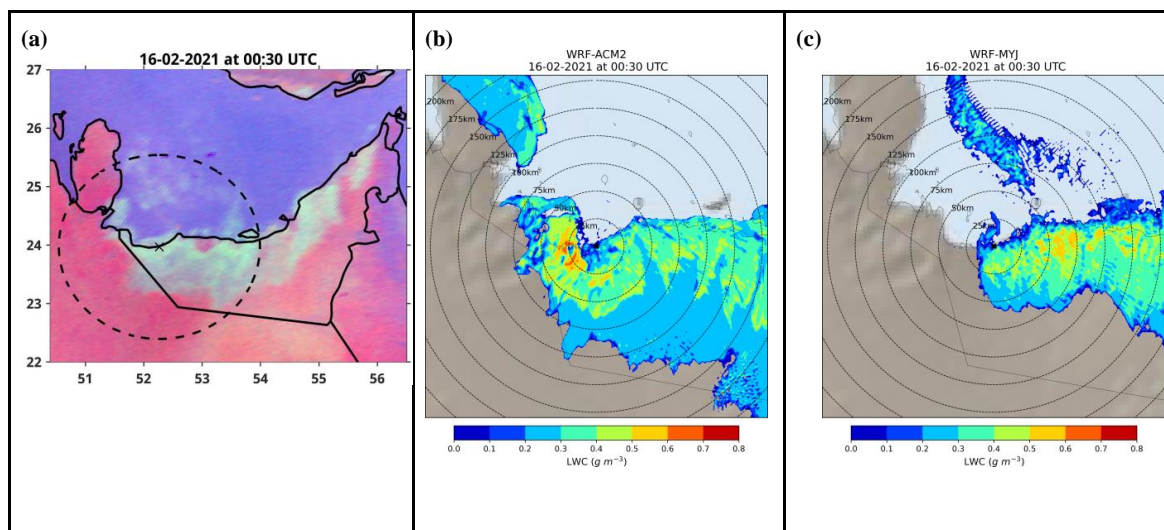 (a)
16-02-2021 at 00:30 UTC
27
26
25
24
23
22
51 52 53 54 55 56
(b)
WRF-ACM2
16-02-2021 at 00:30 UTC
200km
175km
150km
125km
100km
75km
50km
0.0 0.1 0.2 0.3 0.4 0.5 0.6 0.7 0.8
LWC (g m⁻³)
(c)
WRF-MYJ
16-02-2021 at 00:30 UTC
200km
175km
150km
125km
100km
75km
50km
0.0 0.1 0.2 0.3 0.4 0.5 0.6 0.7 0.8
LWC (g m⁻³)